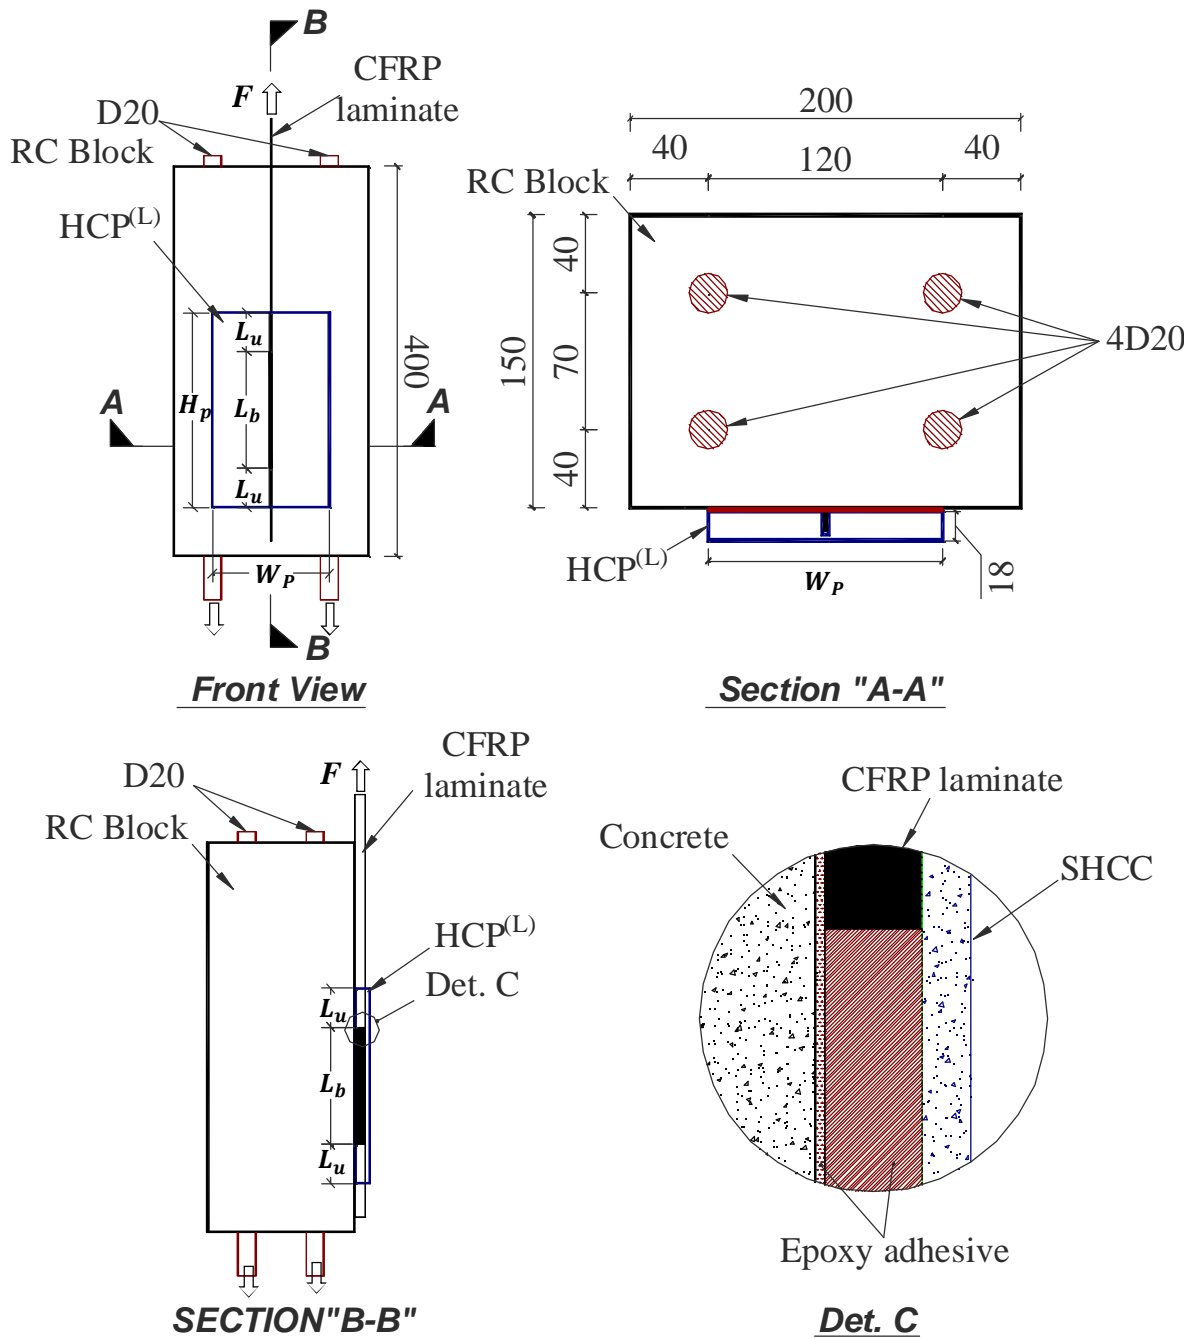 B
F
CFRP
laminate
D20
RC Block
HCP(L)
Lu
Hp
Lb
400
A
A
Lu
WP
B
Front View
200
40
120
40
RC Block
40
150
70
4D20
40
HCP(L)
WP
18
Section "A-A"
CFRP
laminate
F
D20
RC Block
HCP(L)
Det. C
Lu
Lb
Lu
SECTION"B-B"
CFRP laminate
Concrete
SHCC
Epoxy adhesive
Det. C